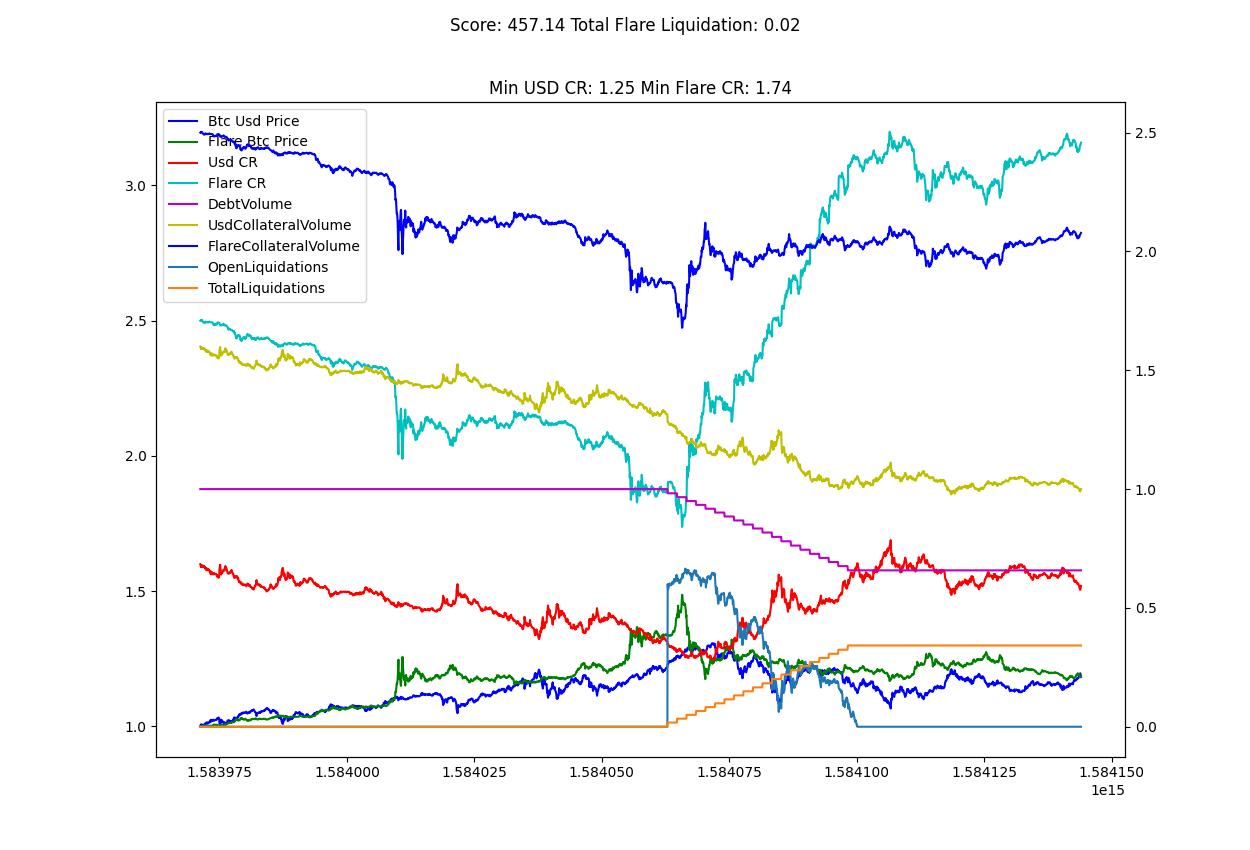 Score: 457.14 Total Flare Liquidation: 0.02
Min USD CR: 1.25 Min Flare CR: 1.74
Btc Usd Price
Flare Btc Price
Usd CR
Flare CR
DebtVolume
UsdCollateralVolume
FlareCollateralVolume
OpenLiquidations
TotalLiquidations
3.0
2.5
2.0
1.5
1.0
2.5
2.0
1.5
1.0
0.5
0.0
1.583975 1.584000 1.584025 1.584050 1.584075 1.584100 1.584125 1.584150
1e15